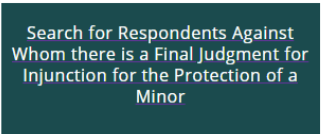 Search for Respondents Against
Whom there is a Final Judgment for
Injunction for the Protection of a
Minor